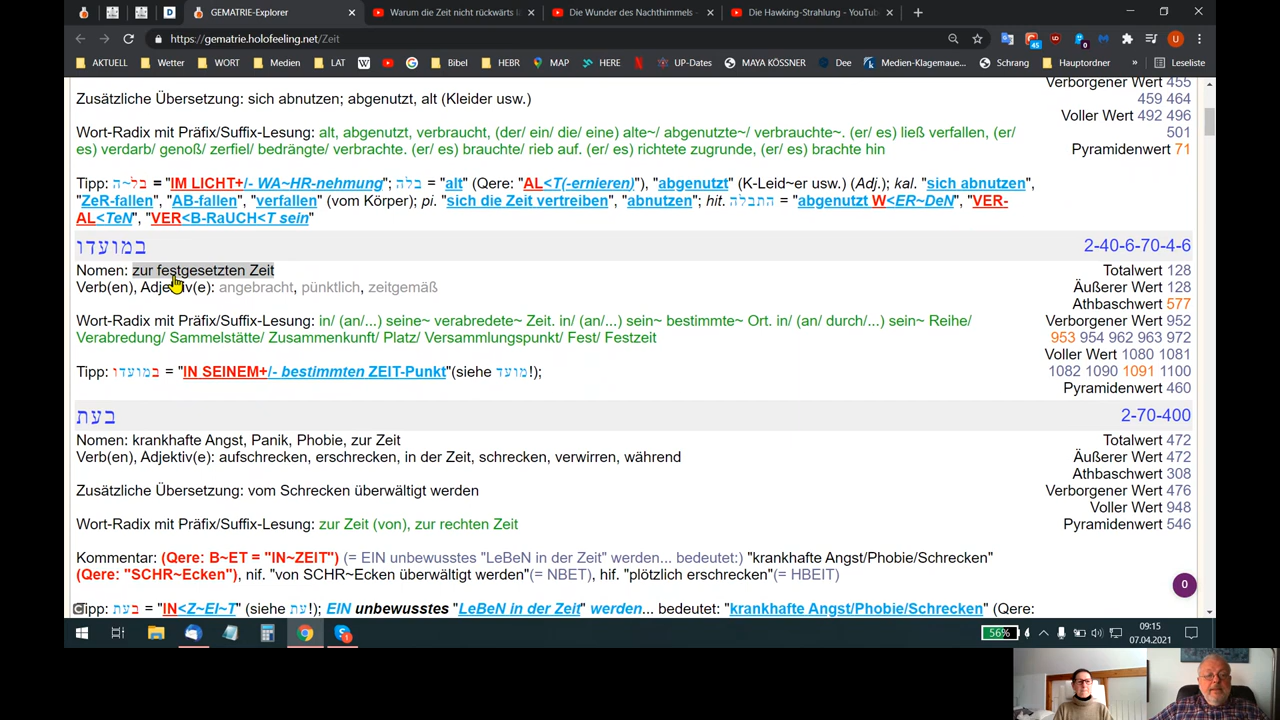 GEMATRIE-Explorer
Warum die Zeit nicht rückwärts
Die Wunder des Nachthimmels -
Die Hawking-Strahlung - YouTube
https://gematrie.holofeeling.net/Zeit
AKTUELL Wetter WORT Medien LAT Bibel HEBR MAP HERE UP-Dates MAYA KÖSSNER Dee Medien-Klagemaue... Schrang Hauptordner » Leseliste
Verborgener Wert 455
Zusätzliche Übersetzung: sich abnutzen; abgenutzt, alt (Kleider usw.)
459 464
Voller Wert 492 496
501
Pyramidenwert 71
Wort-Radix mit Präfix/Suffix-Lesung: alt, abgenutzt, verbraucht, (der/ ein/ die/ eine) alte~/ abgenutzte~/ verbrauchte~. (er/ es) ließ verfallen, (er/
es) verdarb/ genoß/ zerfiel/ bedrängte/ verbrachte. (er/ es) brauchte/ rieb auf. (er/ es) richtete zugrunde, (er/ es) brachte hin
Tipp: בל~ה = "IM LICHT+/- WA~HR-nehmung"; בלה = "alt" (Qere: "AL<T(-ernieren)"), "abgenutzt" (K-Leid~er usw.) (Adj.); kal. "sich abnutzen",
"ZeR-fallen", "AB-fallen", "verfallen" (vom Körper); pi. "sich die Zeit vertreiben", "abnutzen"; hit. התבלה = "abgenutzt W<ER~DeN", "VER-
AL<TeN", "VER<B-RaUCH<T sein"
במועדו 2-40-6-70-4-6
Nomen: zur festgesetzten Zeit
Verb(en), Adjektiv(e): angebracht, pünktlich, zeitgemäß
Totalwert 128
Äußerer Wert 128
Athbaschwert 577
Verborgener Wert 952
953 954 962 963 972
Voller Wert 1080 1081
1082 1090 1091 1100
Pyramidenwert 460
Wort-Radix mit Präfix/Suffix-Lesung: in/ (an/...) seine~ verabredete~ Zeit. in/ (an/...) sein~ bestimmte~ Ort. in/ (an/ durch/...) sein~ Reihe/
Verabredung/ Sammelstätte/ Zusammenkunft/ Platz/ Versammlungspunkt/ Fest/ Festzeit
Tipp: במועדו = "IN SEINEM+/- bestimmten ZEIT-Punkt"(siehe מועד!);
בעת 2-70-400
Nomen: krankhafte Angst, Panik, Phobie, zur Zeit
Verb(en), Adjektiv(e): aufschrecken, erschrecken, in der Zeit, schrecken, verwirren, während
Totalwert 472
Äußerer Wert 472
Athbaschwert 308
Verborgener Wert 476
Voller Wert 948
Pyramidenwert 546
Zusätzliche Übersetzung: vom Schrecken überwältigt werden
Wort-Radix mit Präfix/Suffix-Lesung: zur Zeit (von), zur rechten Zeit
Kommentar: (Qere: B~ET = "IN~ZEIT") (= EIN unbewusstes "LeBeN in der Zeit" werden... bedeutet:) "krankhafte Angst/Phobie/Schrecken"
(Qere: "SCHR~Ecken"), nif. "von SCHR~Ecken überwältigt werden"(= NBET), hif. "plötzlich erschrecken"(= HBEIT)
Tipp: בעת = "IN<Z~EI~T" (siehe עת!); EIN unbewusstes "LeBeN in der Zeit" werden... bedeutet: "krankhafte Angst/Phobie/Schrecken" (Qere:
0
56%
09:15
07.04.2021